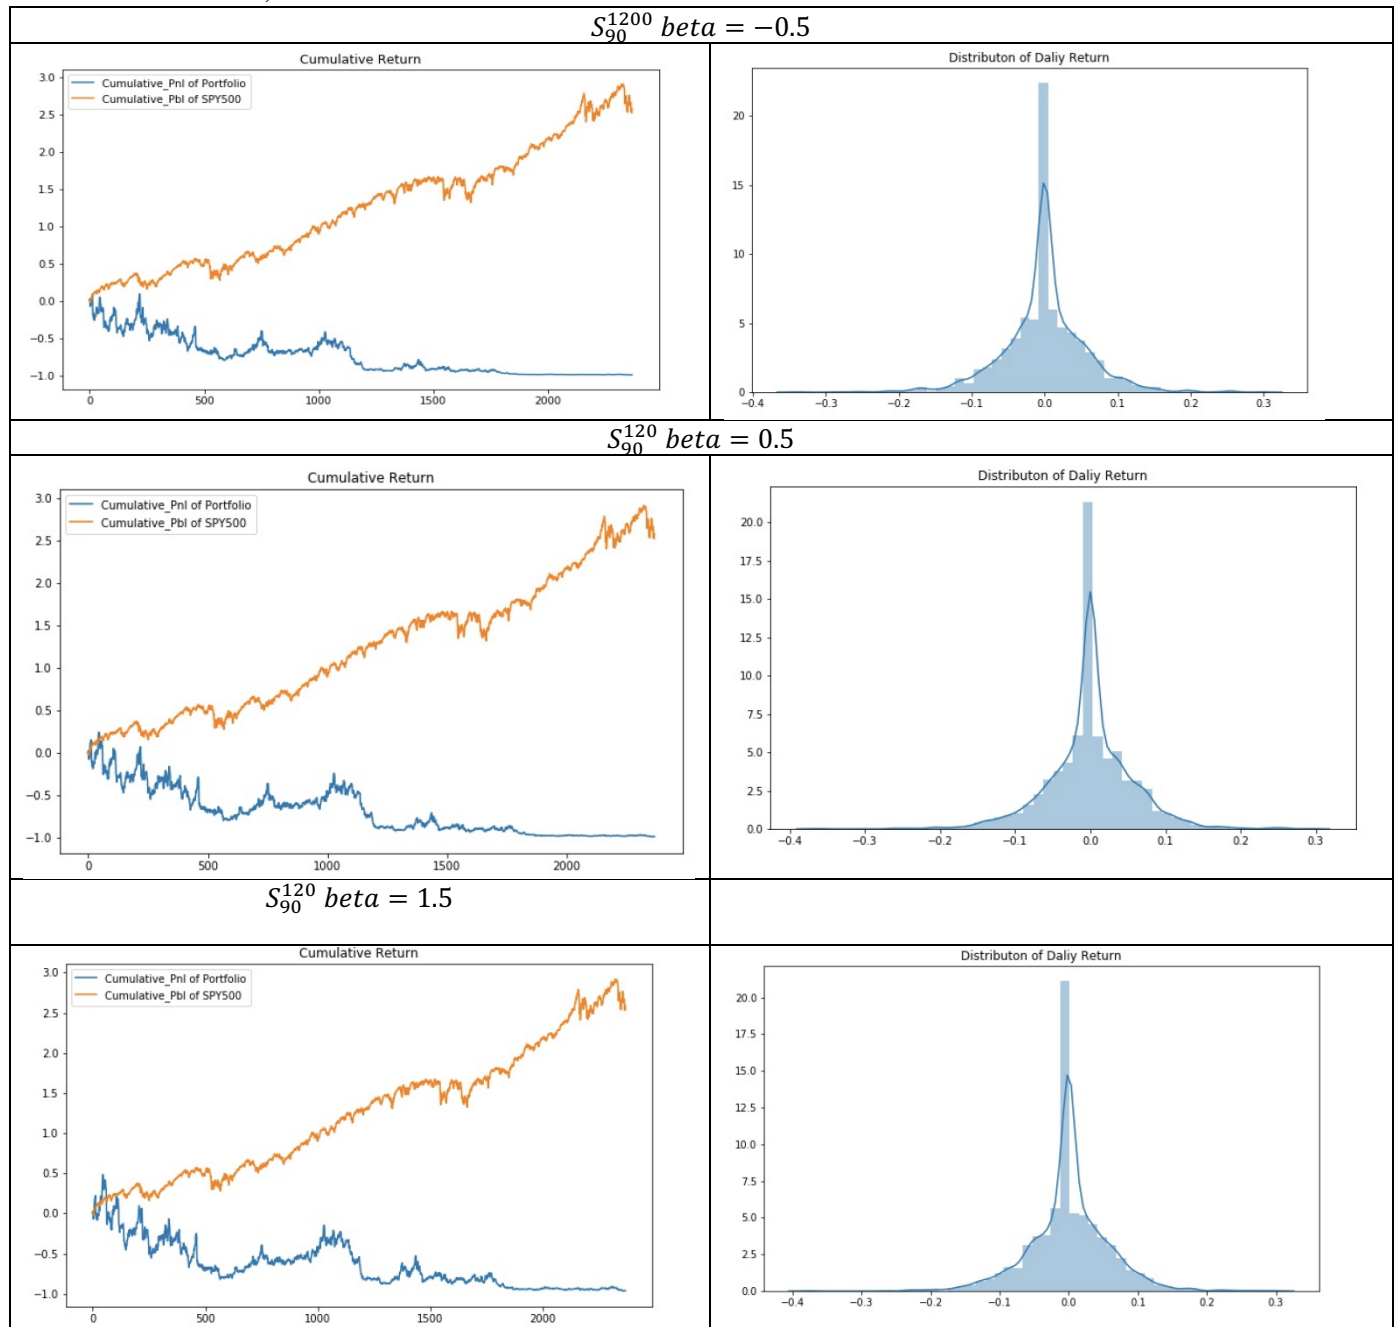 S_{90}^{1200} beta = −0.5
Cumulative Return
Cumulative_Pnl of Portfolio
Cumulative_Pbl of SPY500
3.0
2.5
2.0
1.5
1.0
0.5
0.0
−0.5
−1.0
0 500 1000 1500 2000
Distributon of Daliy Return
20
15
10
5
0
−0.4 −0.3 −0.2 −0.1 0.0 0.1 0.2 0.3
S_{90}^{120} beta = 0.5
Cumulative Return
Cumulative_Pnl of Portfolio
Cumulative_Pbl of SPY500
3.0
2.5
2.0
1.5
1.0
0.5
0.0
−0.5
−1.0
0 500 1000 1500 2000
Distributon of Daliy Return
20.0
17.5
15.0
12.5
10.0
7.5
5.0
2.5
0.0
−0.4 −0.3 −0.2 −0.1 0.0 0.1 0.2 0.3
S_{90}^{120} beta = 1.5
Cumulative Return
Cumulative_Pnl of Portfolio
Cumulative_Pbl of SPY500
3.0
2.5
2.0
1.5
1.0
0.5
0.0
−0.5
−1.0
0 500 1000 1500 2000
Distributon of Daliy Return
20.0
17.5
15.0
12.5
10.0
7.5
5.0
2.5
0.0
−0.4 −0.3 −0.2 −0.1 0.0 0.1 0.2 0.3